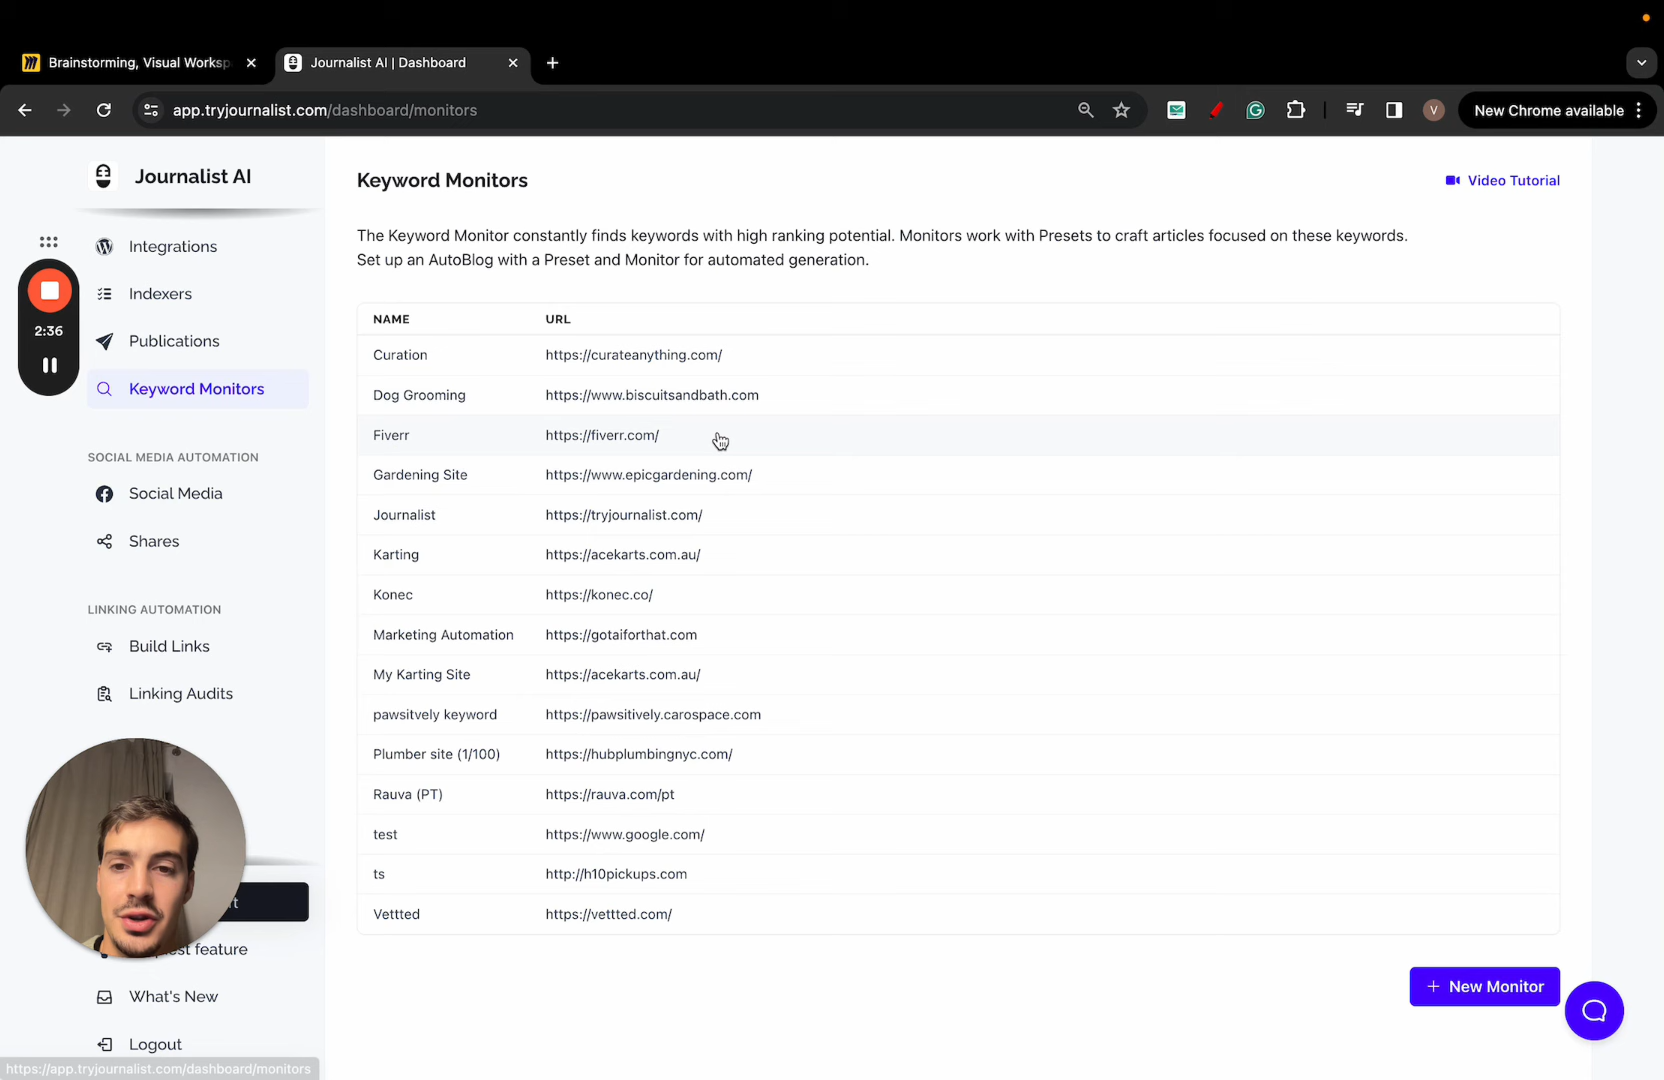 Brainstorming, Visual Worksp
Journalist AI | Dashboard
app.tryjournalist.com/dashboard/monitors
V
New Chrome available
Journalist AI
2:36
Integrations
Indexers
Publications
Keyword Monitors
SOCIAL MEDIA AUTOMATION
Social Media
Shares
LINKING AUTOMATION
Build Links
Linking Audits
feature
What's New
Logout
https://app.tryjournalist.com/dashboard/monitors
Keyword Monitors
Video Tutorial
The Keyword Monitor constantly finds keywords with high ranking potential. Monitors work with Presets to craft articles focused on these keywords.
Set up an AutoBlog with a Preset and Monitor for automated generation.
NAME URL
Curation https://curateanything.com/
Dog Grooming https://www.biscuitsandbath.com
Fiverr https://fiverr.com/
Gardening Site https://www.epicgardening.com/
Journalist https://tryjournalist.com/
Karting https://acekarts.com.au/
Konec https://konec.co/
Marketing Automation https://gotaiforthat.com
My Karting Site https://acekarts.com.au/
pawsitvely keyword https://pawsitively.carospace.com
Plumber site (1/100) https://hubplumbingnyc.com/
Rauva (PT) https://rauva.com/pt
test https://www.google.com/
ts http://h10pickups.com
Vettted https://vettted.com/
+ New Monitor